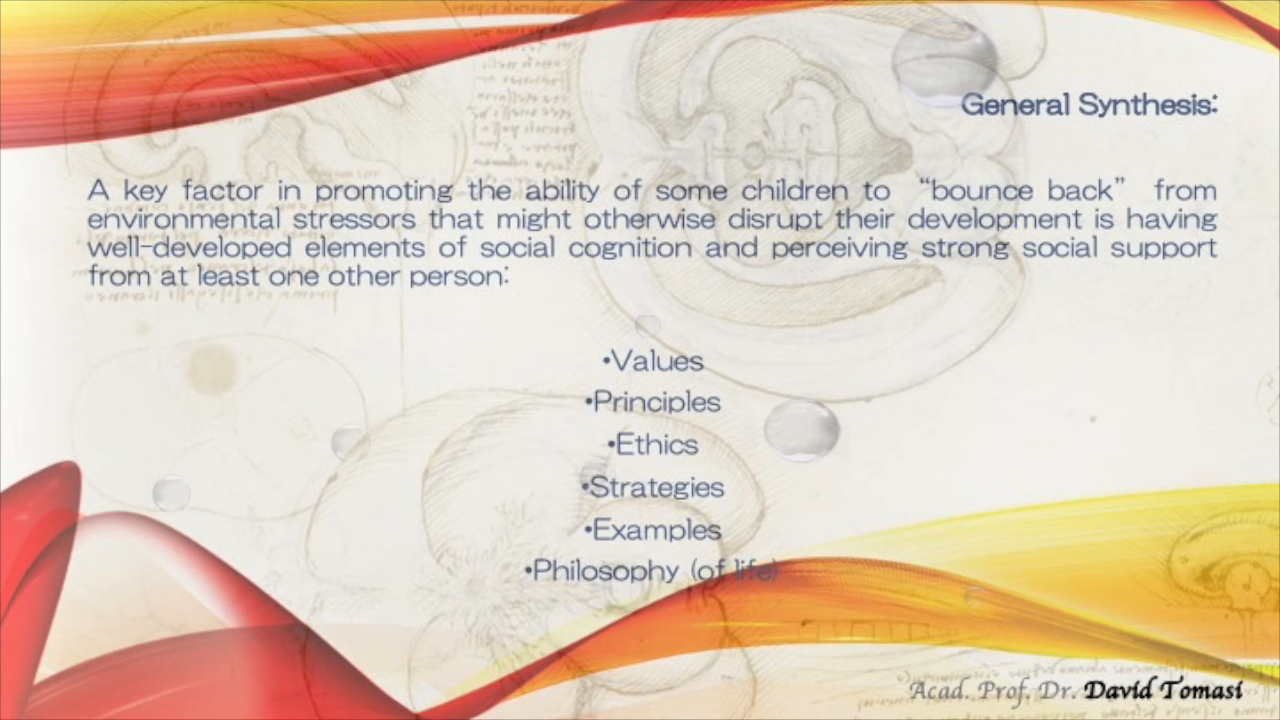 General Synthesis:
A key factor in promoting the ability of some children to “bounce back” from
environmental stressors that might otherwise disrupt their development is having
well-developed elements of social cognition and perceiving strong social support
from at least one other person:
•Values
•Principles
•Ethics
•Strategies
•Examples
•Philosophy (of life)
Acad. Prof. Dr. David Tomasi